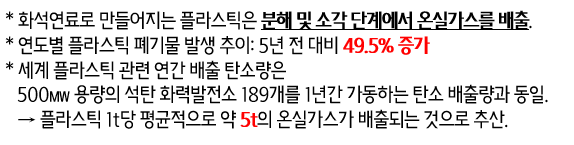 * 화석연료로 만들어지는 플라스틱은 분해 및 소각 단계에서 온실가스를 배출.
* 연도별 플라스틱 폐기물 발생 추이: 5년 전 대비 49.5% 증가
* 세계 플라스틱 관련 연간 배출 탄소량은
500㎿ 용량의 석탄 화력발전소 189개를 1년간 가동하는 탄소 배출량과 동일.
→ 플라스틱 1t당 평균적으로 약 5t의 온실가스가 배출되는 것으로 추산.